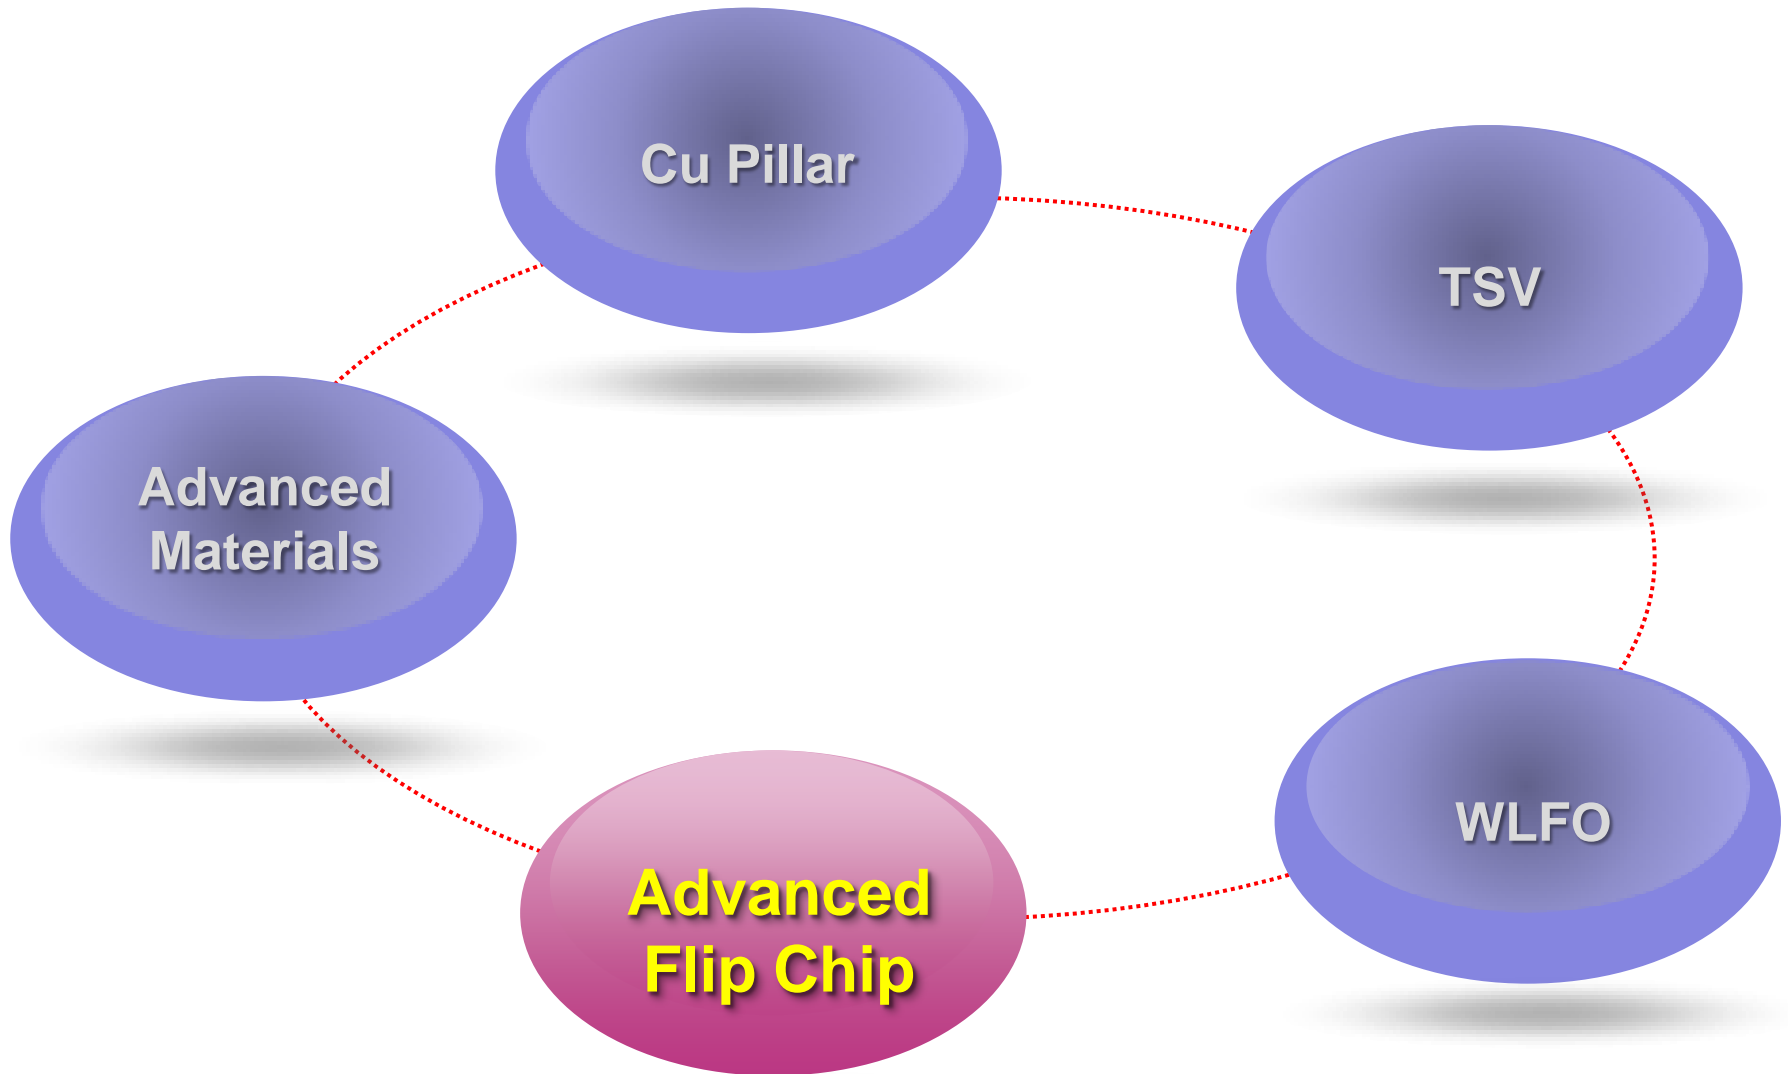 Cu Pillar
TSV
Advanced
Materials
WLFO
Advanced
Flip Chip